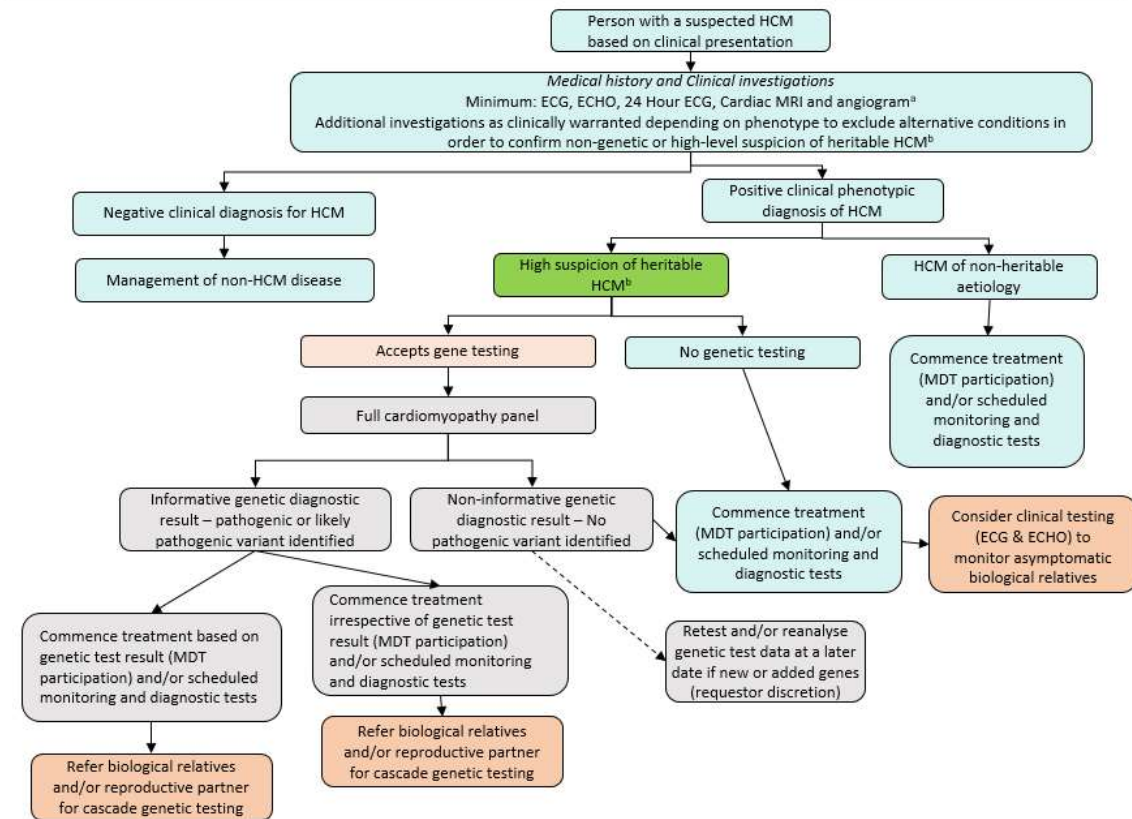 Person with a suspected HCM
based on clinical presentation
Medical history and Clinical investigations
Minimum: ECG, ECHO, 24 Hour ECG, Cardiac MRI and angiogramᵃ
Additional investigations as clinically warranted depending on phenotype to exclude alternative conditions in
order to confirm non-genetic or high-level suspicion of heritable HCMᵇ
Negative clinical diagnosis for HCM
Positive clinical phenotypic
diagnosis of HCM
Management of non-HCM disease
High suspicion of heritable
HCMᵇ
HCM of non-heritable
aetiology
Accepts gene testing
No genetic testing
Commence treatment
(MDT participation)
and/or scheduled
monitoring and
diagnostic tests
Full cardiomyopathy panel
Informative genetic diagnostic
result – pathogenic or likely
pathogenic variant identified
Non-informative genetic
diagnostic result – No
pathogenic variant identified
Commence treatment
(MDT participation) and/or
scheduled monitoring and
diagnostic tests
Consider clinical testing
(ECG & ECHO) to
monitor asymptomatic
biological relatives
Commence treatment based on
genetic test result (MDT
participation) and/or scheduled
monitoring and diagnostic tests
Commence treatment
irrespective of genetic test
result (MDT participation)
and/or scheduled monitoring
and diagnostic tests
Retest and/or reanalyse
genetic test data at a later
date if new or added genes
(requestor discretion)
Refer biological relatives
and/or reproductive partner
for cascade genetic testing
Refer biological relatives
and/or reproductive partner
for cascade genetic testing